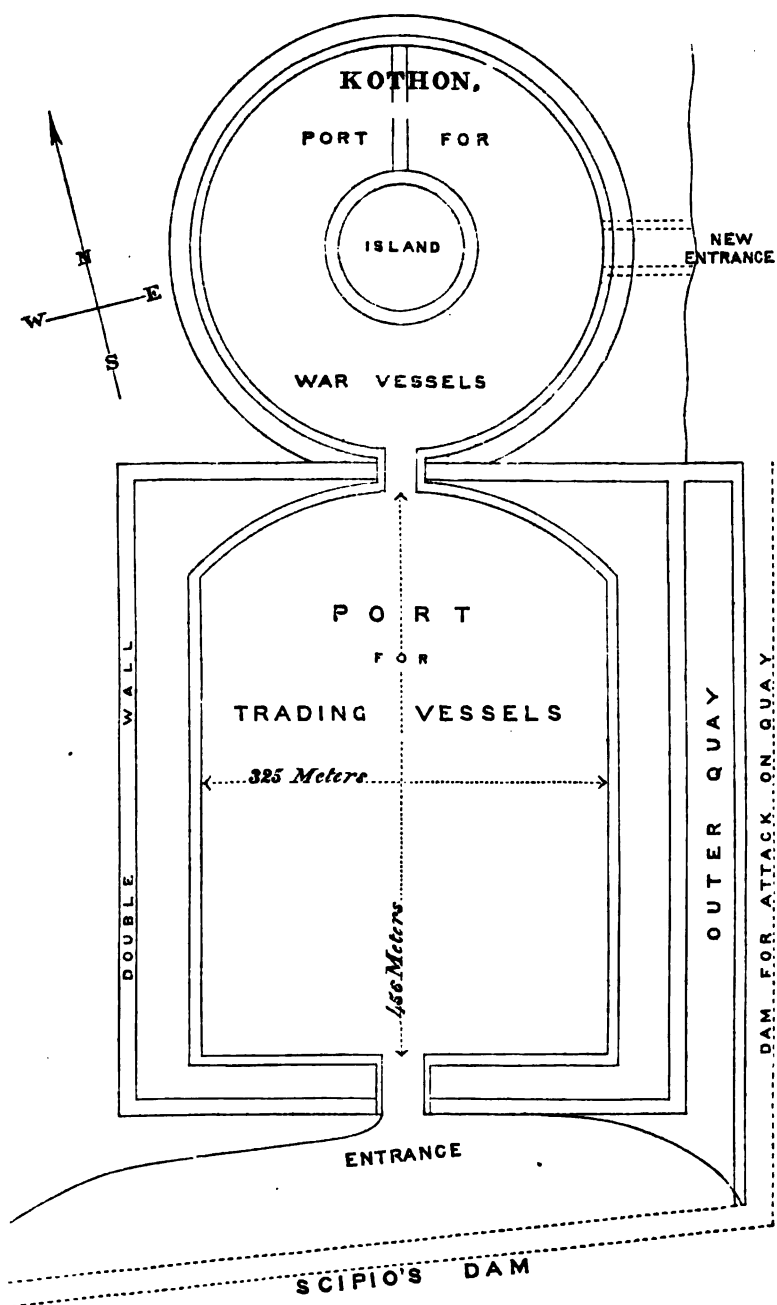 KOTHON.
PORT FOR
ISLAND
NEW
ENTRANCE
N
W E
S
WAR VESSELS
PORT
FOR
TRADING VESSELS
325 Meters
456 Meters
DOUBLE WALL
OUTER QUAY
DAM FOR ATTACK ON QUAY
ENTRANCE
SCIPIO'S DAM